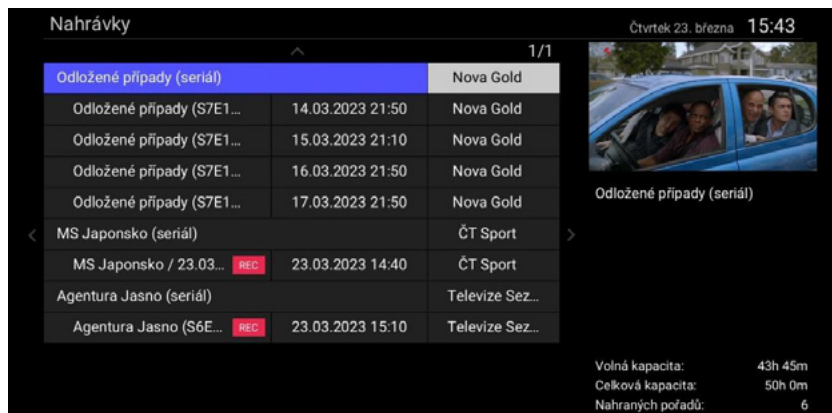 Nahrávky
Čtvrtek 23. března 15:43
1/1
Odložené případy (seriál) Nova Gold
Odložené případy (S7E1... 14.03.2023 21:50 Nova Gold
Odložené případy (S7E1... 15.03.2023 21:10 Nova Gold
Odložené případy (S7E1... 16.03.2023 21:50 Nova Gold
Odložené případy (S7E1... 17.03.2023 21:50 Nova Gold
MS Japonsko (seriál) ČT Sport
MS Japonsko / 23.03... REC 23.03.2023 14:40 ČT Sport
Agentura Jasno (seriál) Televize Sez...
Agentura Jasno (S6E... REC 23.03.2023 15:10 Televize Sez...
Odložené případy (seriál)
Volná kapacita: 43h 45m
Celková kapacita: 50h 0m
Nahraných pořadů: 6